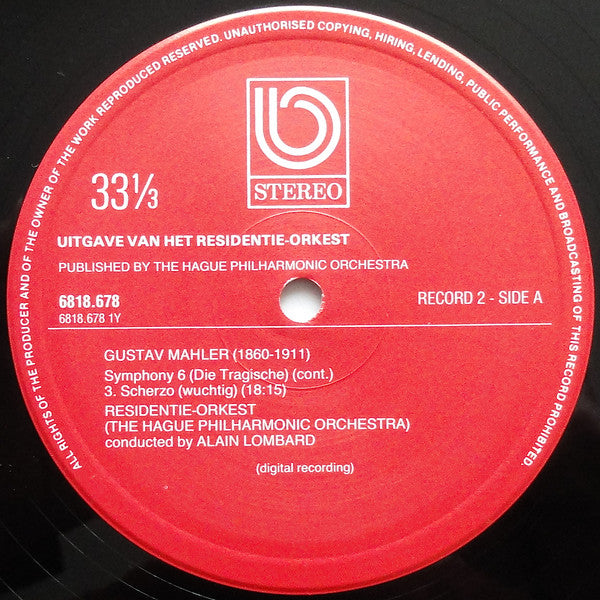 ALL RIGHTS OF THE PRODUCER AND OF THE OWNER OF THE WORK REPRODUCED RESERVED. UNAUTHORISED COPYING, HIRING, LENDING, PUBLIC PERFORMANCE AND BROADCASTING OF THIS RECORD PROHIBITED.
STEREO
33⅓
UITGAVE VAN HET RESIDENTIE-ORKEST
PUBLISHED BY THE HAGUE PHILHARMONIC ORCHESTRA
6818.678
RECORD 2 - SIDE A
6818.678 1Y
GUSTAV MAHLER (1860-1911)
Symphony 6 (Die Tragische) (cont.)
3. Scherzo (wuchtig) (18:15)
RESIDENTIE-ORKEST
(THE HAGUE PHILHARMONIC ORCHESTRA)
conducted by ALAIN LOMBARD
(digital recording)